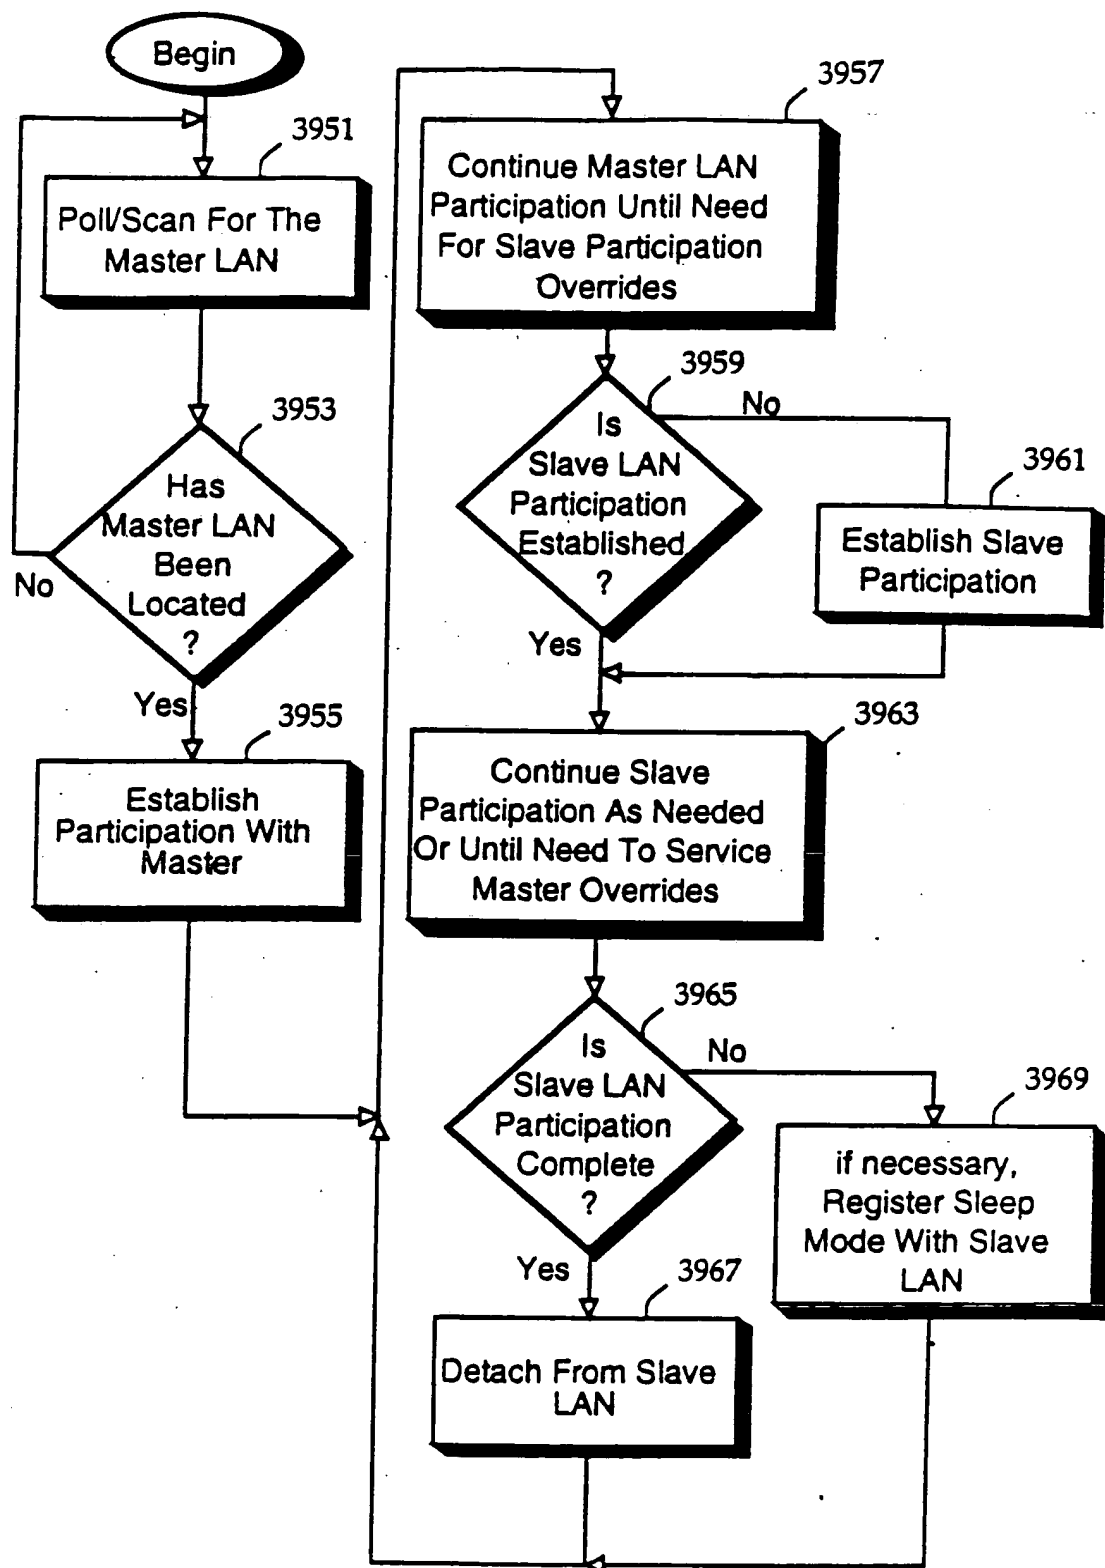 Begin
3951
Poll/Scan For The
Master LAN
3953
Has
Master LAN
Been
Located
?
No
Yes
3955
Establish
Participation With
Master
3957
Continue Master LAN
Participation Until Need
For Slave Participation
Overrides
3959
Is
Slave LAN
Participation
Established
?
No
Yes
3961
Establish Slave
Participation
3963
Continue Slave
Participation As Needed
Or Until Need To Service
Master Overrides
3965
Is
Slave LAN
Participation
Complete
?
No
Yes
3969
if necessary,
Register Sleep
Mode With Slave
LAN
3967
Detach From Slave
LAN